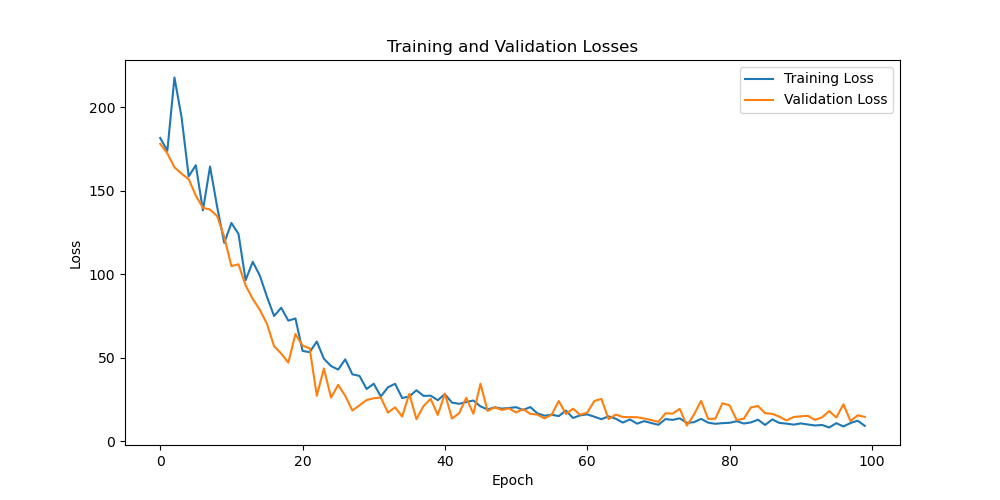 Training and Validation Losses
Training Loss
Validation Loss
200
150
100
50
0
Loss
0 20 40 60 80 100
Epoch